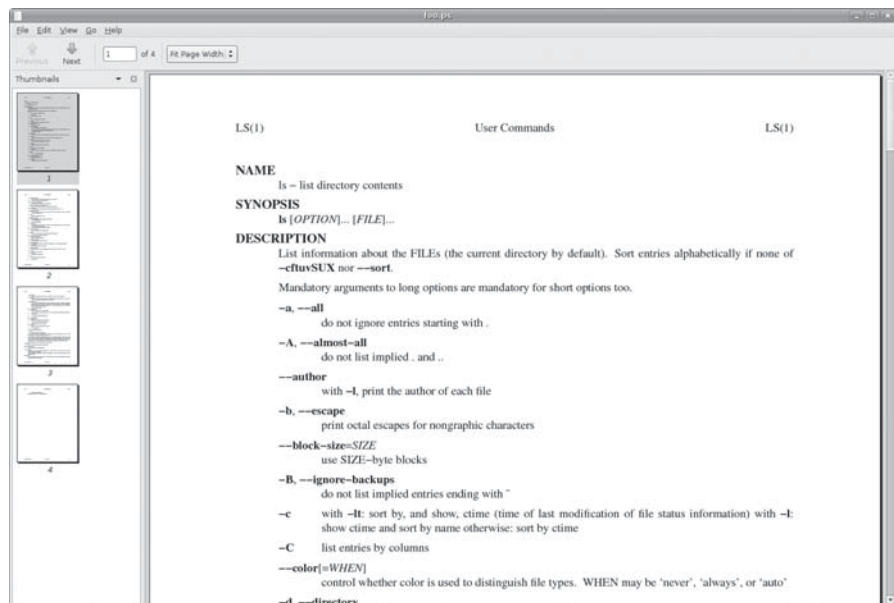 foo.ps
File Edit View Go Help
Previous Next 1 of 4 Fit Page Width
Thumbnails
1
2
3
4
LS(1) User Commands LS(1)
NAME
ls − list directory contents
SYNOPSIS
ls [OPTION]... [FILE]...
DESCRIPTION
List information about the FILEs (the current directory by default). Sort entries alphabetically if none of
−cftuvSUX nor −−sort.
Mandatory arguments to long options are mandatory for short options too.
−a, −−all
do not ignore entries starting with .
−A, −−almost−all
do not list implied . and ..
−−author
with −l, print the author of each file
−b, −−escape
print octal escapes for nongraphic characters
−−block−size=SIZE
use SIZE−byte blocks
−B, −−ignore−backups
do not list implied entries ending with ~
−c with −lt: sort by, and show, ctime (time of last modification of file status information) with −l:
show ctime and sort by name otherwise: sort by ctime
−C list entries by columns
−−color[=WHEN]
control whether color is used to distinguish file types. WHEN may be ‘never’, ‘always’, or ‘auto’
−d, −−directory